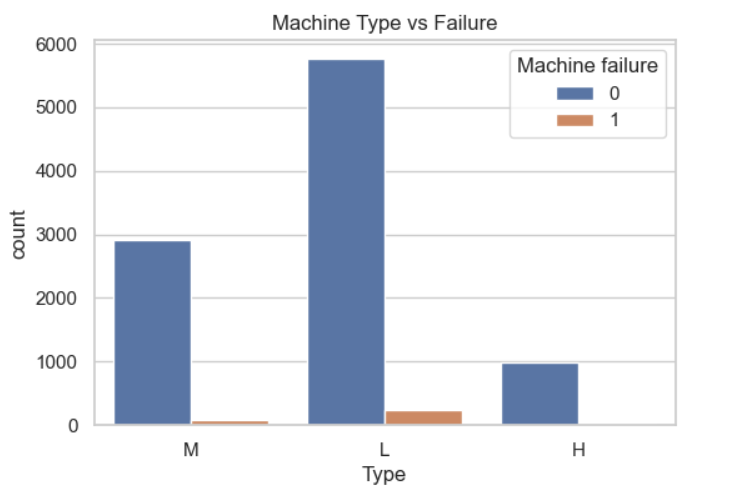 Machine Type vs Failure
Machine failure
0
1
6000
5000
4000
3000
2000
1000
0
count
M L H
Type